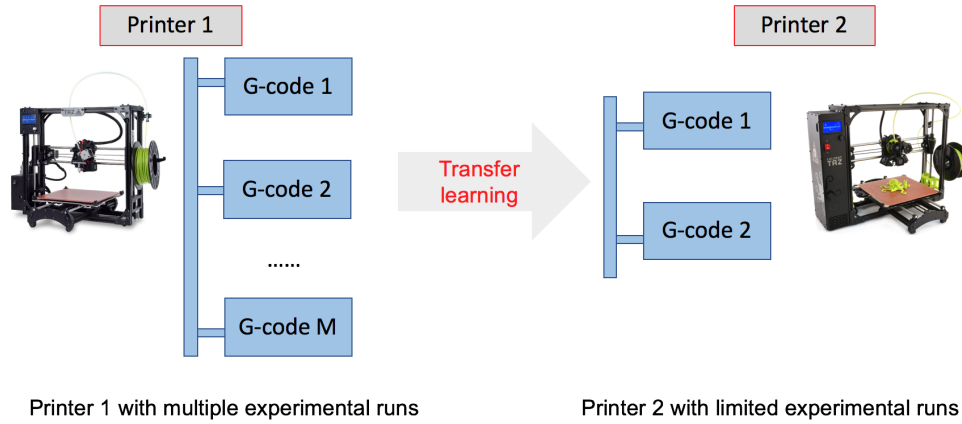 Printer 1
Printer 2
G-code 1
G-code 2
......
G-code M
Transfer
learning
G-code 1
G-code 2
TAZ
Printer 1 with multiple experimental runs
Printer 2 with limited experimental runs